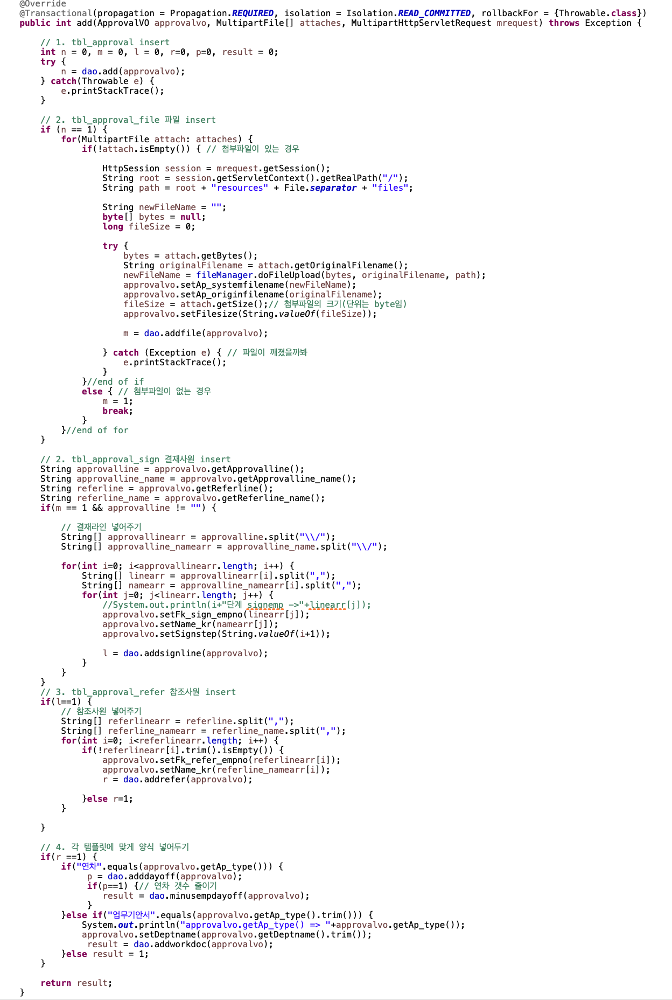 @Override
@Transactional(propagation = Propagation.REQUIRED, isolation = Isolation.READ_COMMITTED, rollbackFor = {Throwable.class})
public int add(ApprovalVO approvalvo, MultipartFile[] attaches, MultipartHttpServletRequest mrequest) throws Exception {

    // 1. tbl_approval insert
    int n = 0, m = 0, l = 0, r=0, p=0, result = 0;
    try {
        n = dao.add(approvalvo);
    } catch(Throwable e) {
        e.printStackTrace();
    }

    // 2. tbl_approval_file 파일 insert
    if (n == 1) {
        for(MultipartFile attach: attaches) {
            if(!attach.isEmpty()) { // 첨부파일이 있는 경우

                HttpSession session = mrequest.getSession();
                String root = session.getServletContext().getRealPath("/");
                String path = root + "resources" + File.separator + "files";

                String newFileName = "";
                byte[] bytes = null;
                long fileSize = 0;

                try {
                    bytes = attach.getBytes();
                    String originalFilename = attach.getOriginalFilename();
                    newFileName = fileManager.doFileUpload(bytes, originalFilename, path);
                    approvalvo.setAp_systemfilename(newFileName);
                    approvalvo.setAp_originfilename(originalFilename);
                    fileSize = attach.getSize();// 첨부파일의 크기(단위는 byte임)
                    approvalvo.setFilesize(String.valueOf(fileSize));

                    m = dao.addfile(approvalvo);

                } catch (Exception e) { // 파일이 깨졌을까봐
                    e.printStackTrace();
                }
            }//end of if
            else { // 첨부파일이 없는 경우
                m = 1;
                break;
            }
        }//end of for
    }

    // 2. tbl_approval_sign 결재사원 insert
    String approvalline = approvalvo.getApprovalline();
    String approvalline_name = approvalvo.getApprovalline_name();
    String referline = approvalvo.getReferline();
    String referline_name = approvalvo.getReferline_name();
    if(m == 1 && approvalline != "") {

        // 결재라인 넣어주기
        String[] approvallinearr = approvalline.split("\\/");
        String[] approvalline_namearr = approvalline_name.split("\\/");

        for(int i=0; i<approvallinearr.length; i++) {
            String[] linearr = approvallinearr[i].split(",");
            String[] namearr = approvalline_namearr[i].split(",");
            for(int j=0; j<linearr.length; j++) {
                //System.out.println(i+"단계 signemp ->"+linearr[j]);
                approvalvo.setFk_sign_empno(linearr[j]);
                approvalvo.setName_kr(namearr[j]);
                approvalvo.setSignstep(String.valueOf(i+1));

                l = dao.addsignline(approvalvo);
            }
        }
    }
    // 3. tbl_approval_refer 참조사원 insert
    if(l==1) {
        // 참조사원 넣어주기
        String[] referlinearr = referline.split(",");
        String[] referline_namearr = referline_name.split(",");
        for(int i=0; i<referlinearr.length; i++) {
            if(!referlinearr[i].trim().isEmpty()) {
                approvalvo.setFk_refer_empno(referlinearr[i]);
                approvalvo.setName_kr(referline_namearr[i]);
                r = dao.addrefer(approvalvo);

            }else r=1;
        }

    }

    // 4. 각 템플릿에 맞게 양식 넣어두기
    if(r ==1) {
        if("연차".equals(approvalvo.getAp_type())) {
             p = dao.adddayoff(approvalvo);
             if(p==1) {// 연차 갯수 줄이기
                result = dao.minusempdayoff(approvalvo);
             }
        }else if("업무기안서".equals(approvalvo.getAp_type().trim())) {
            System.out.println("approvalvo.getAp_type() => "+approvalvo.getAp_type());
            approvalvo.setDeptname(approvalvo.getDeptname().trim());
             result = dao.addworkdoc(approvalvo);
        }else result = 1;
    }

    return result;
}